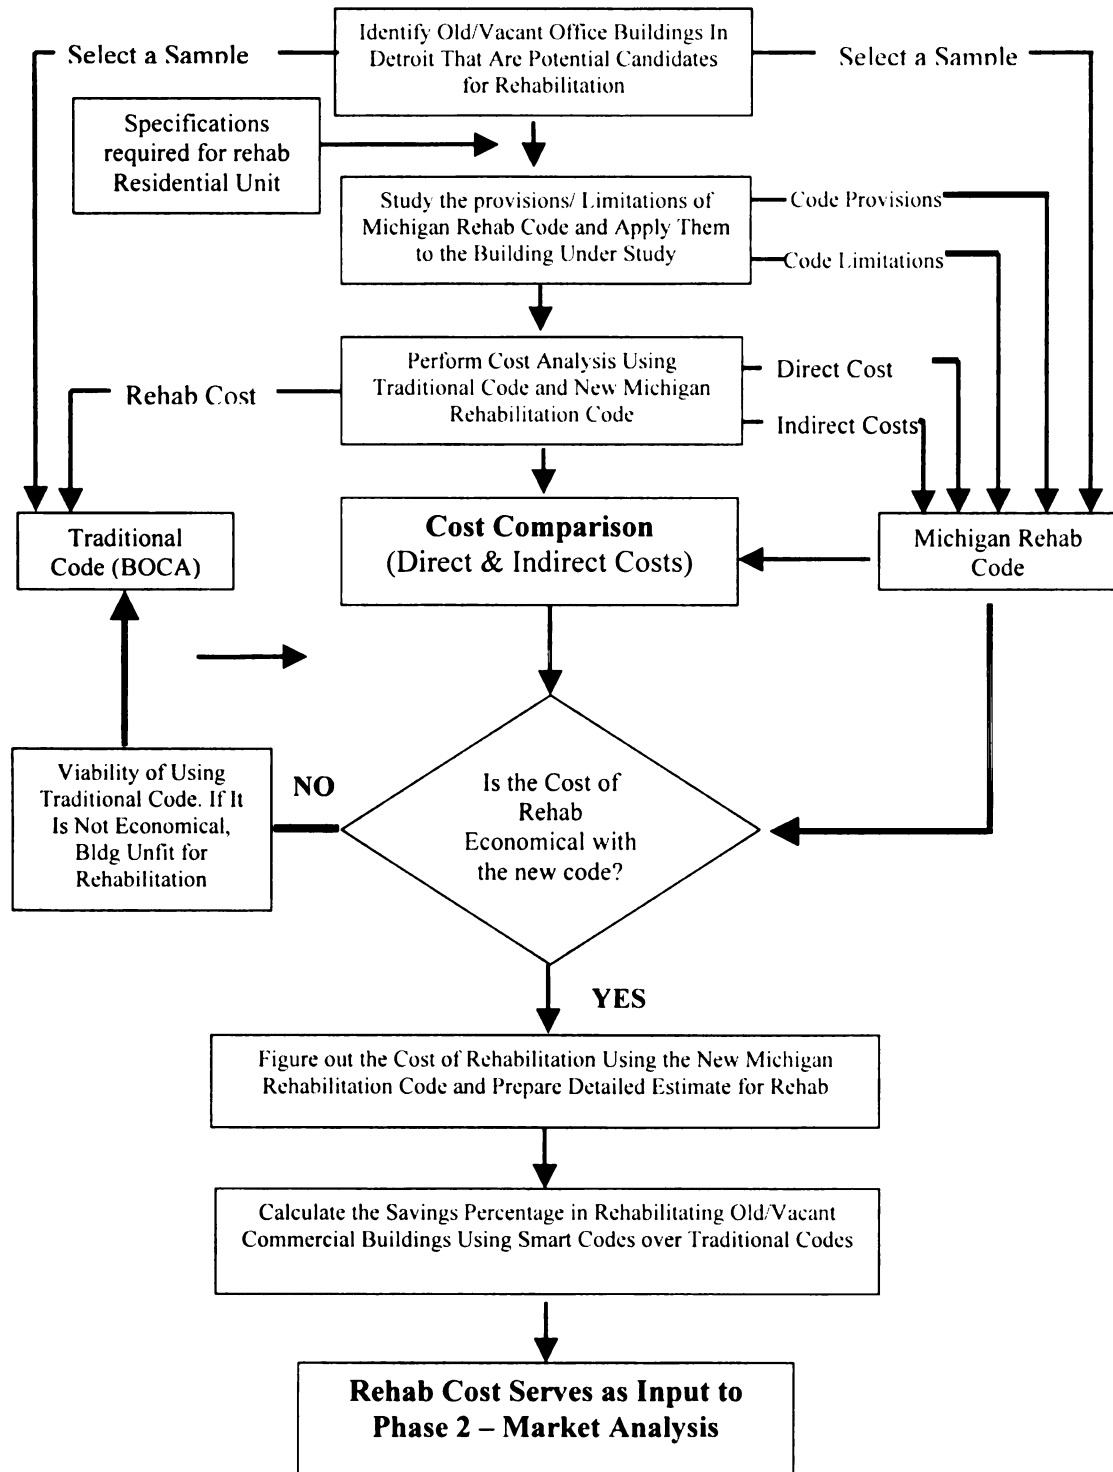 Identify Old/Vacant Office Buildings In
Detroit That Are Potential Candidates
for Rehabilitation
Select a Sample
Select a Sample
Specifications
required for rehab
Residential Unit
Study the provisions/ Limitations of
Michigan Rehab Code and Apply Them
to the Building Under Study
Code Provisions
Code Limitations
Perform Cost Analysis Using
Traditional Code and New Michigan
Rehabilitation Code
Rehab Cost
Direct Cost
Indirect Costs
Traditional
Code (BOCA)
Cost Comparison
(Direct & Indirect Costs)
Michigan Rehab
Code
Viability of Using
Traditional Code. If It
Is Not Economical,
Bldg Unfit for
Rehabilitation
NO
Is the Cost of
Rehab
Economical with
the new code?
YES
Figure out the Cost of Rehabilitation Using the New Michigan
Rehabilitation Code and Prepare Detailed Estimate for Rehab
Calculate the Savings Percentage in Rehabilitating Old/Vacant
Commercial Buildings Using Smart Codes over Traditional Codes
Rehab Cost Serves as Input to
Phase 2 – Market Analysis